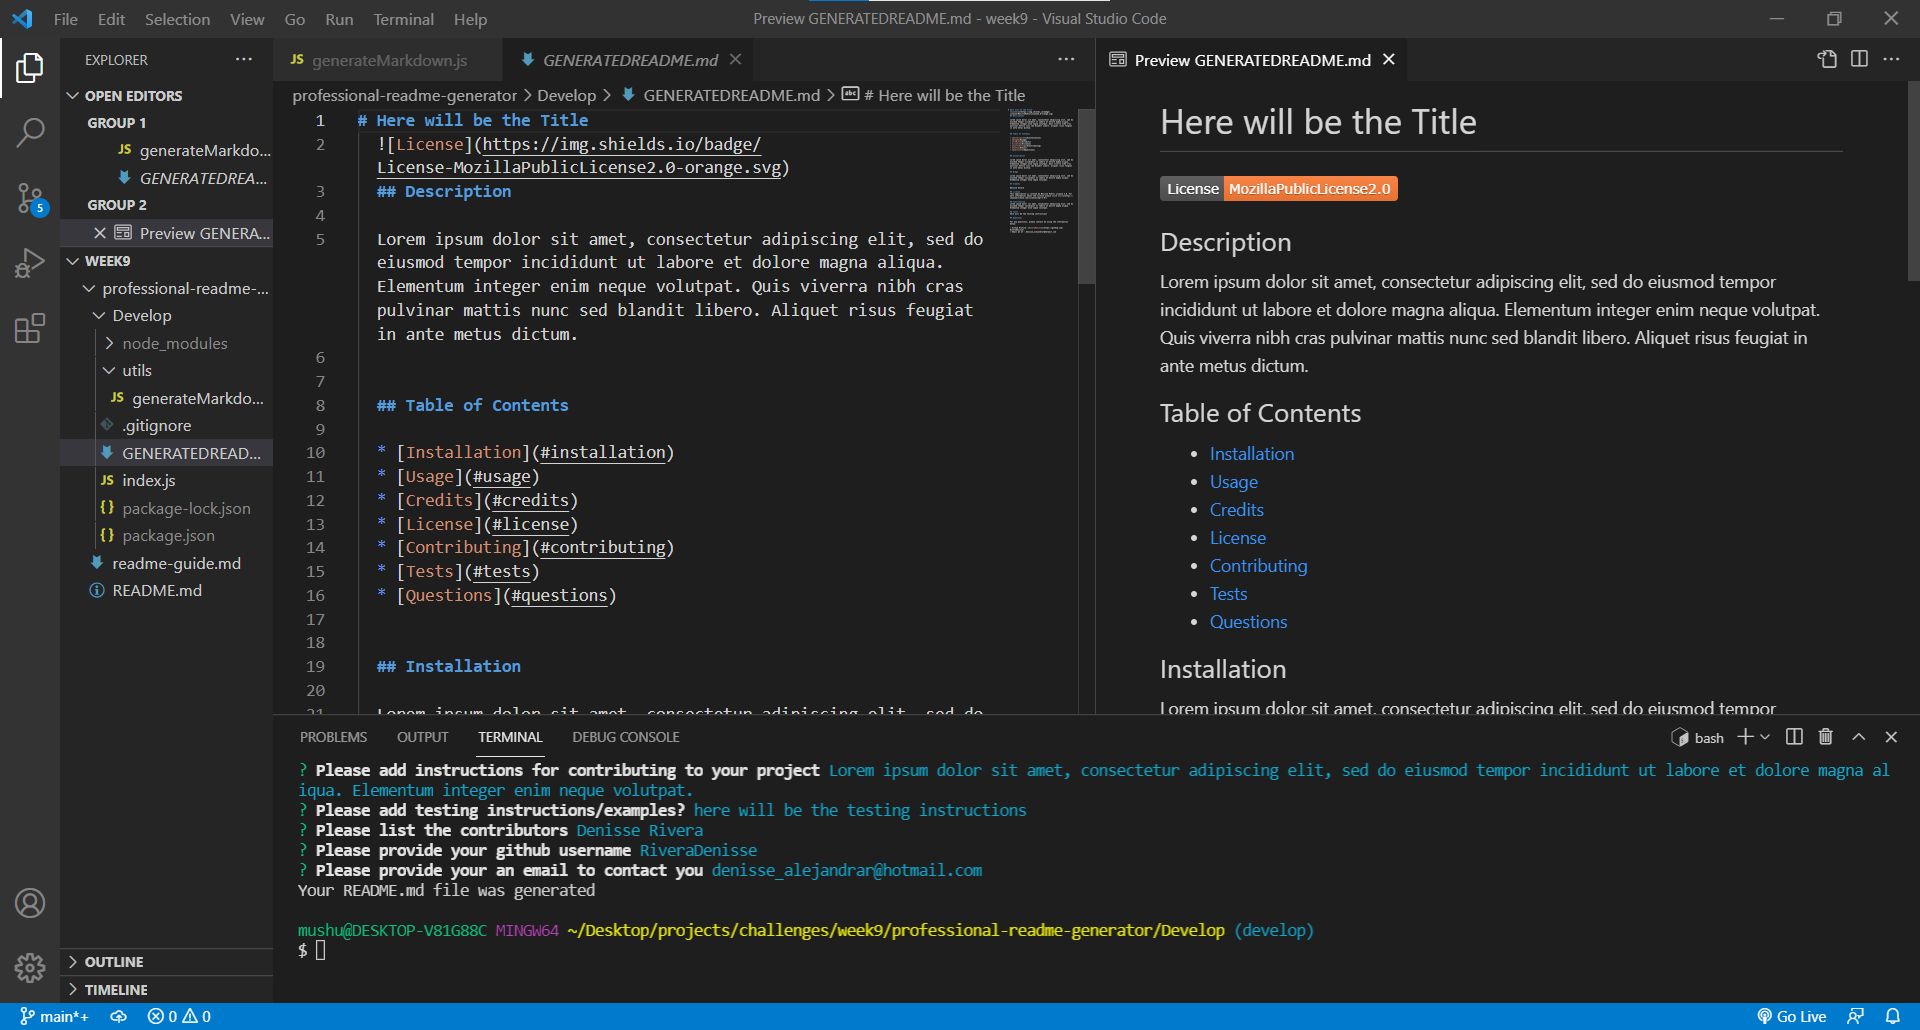 File Edit Selection View Go Run Terminal Help
Preview GENERATEDREADME.md - week9 - Visual Studio Code
EXPLORER
OPEN EDITORS
GROUP 1
JS generateMarkdo...
GENERATEDREA...
GROUP 2
Preview GENERA...
WEEK9
professional-readme-...
Develop
node_modules
utils
JS generateMarkdo...
.gitignore
GENERATEDREAD...
JS index.js
{} package-lock.json
{} package.json
readme-guide.md
README.md
OUTLINE
TIMELINE
5
JS generateMarkdown.js
GENERATEDREADME.md
professional-readme-generator > Develop > GENERATEDREADME.md > abc # Here will be the Title
1 # Here will be the Title
2 ![License](https://img.shields.io/badge/
License-MozillaPublicLicense2.0-orange.svg)
3 ## Description
4
5 Lorem ipsum dolor sit amet, consectetur adipiscing elit, sed do
eiusmod tempor incididunt ut labore et dolore magna aliqua.
Elementum integer enim neque volutpat. Quis viverra nibh cras
pulvinar mattis nunc sed blandit libero. Aliquet risus feugiat
in ante metus dictum.
6
7
8 ## Table of Contents
9
10 * [Installation](#installation)
11 * [Usage](#usage)
12 * [Credits](#credits)
13 * [License](#license)
14 * [Contributing](#contributing)
15 * [Tests](#tests)
16 * [Questions](#questions)
17
18
19 ## Installation
20
21 Lorem ipsum dolor sit amet, consectetur adipiscing elit, sed do
Preview GENERATEDREADME.md
Here will be the Title
License MozillaPublicLicense2.0
Description
Lorem ipsum dolor sit amet, consectetur adipiscing elit, sed do eiusmod tempor
incididunt ut labore et dolore magna aliqua. Elementum integer enim neque volutpat.
Quis viverra nibh cras pulvinar mattis nunc sed blandit libero. Aliquet risus feugiat in
ante metus dictum.
Table of Contents
• Installation
• Usage
• Credits
• License
• Contributing
• Tests
• Questions
Installation
Lorem ipsum dolor sit amet, consectetur adipiscing elit, sed do eiusmod tempor
PROBLEMS OUTPUT TERMINAL DEBUG CONSOLE
bash
? Please add instructions for contributing to your project Lorem ipsum dolor sit amet, consectetur adipiscing elit, sed do eiusmod tempor incididunt ut labore et dolore magna al
iqua. Elementum integer enim neque volutpat.
? Please add testing instructions/examples? here will be the testing instructions
? Please list the contributors Denisse Rivera
? Please provide your github username RiveraDenisse
? Please provide your an email to contact you denisse_alejandrar@hotmail.com
Your README.md file was generated
mushu@DESKTOP-V81G88C MINGW64 ~/Desktop/projects/challenges/week9/professional-readme-generator/Develop (develop)
$
main*+ 0 0
Go Live